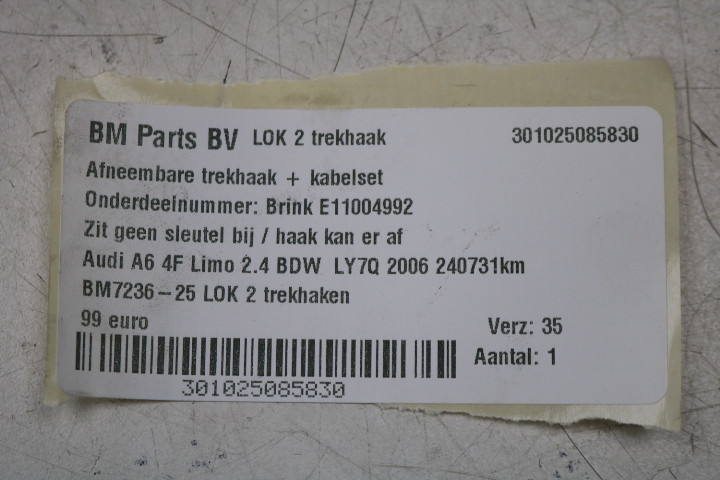 BM Parts BV LOK 2 trekhaak 301025085830
Afneembare trekhaak + kabelset
Onderdeelnummer: Brink E11004992
Zit geen sleutel bij / haak kan er af
Audi A6 4F Limo 2.4 BDW LY7Q 2006 240731km
BM7236-25 LOK 2 trekhaken
99 euro Verz: 35
Aantal: 1
301025085830